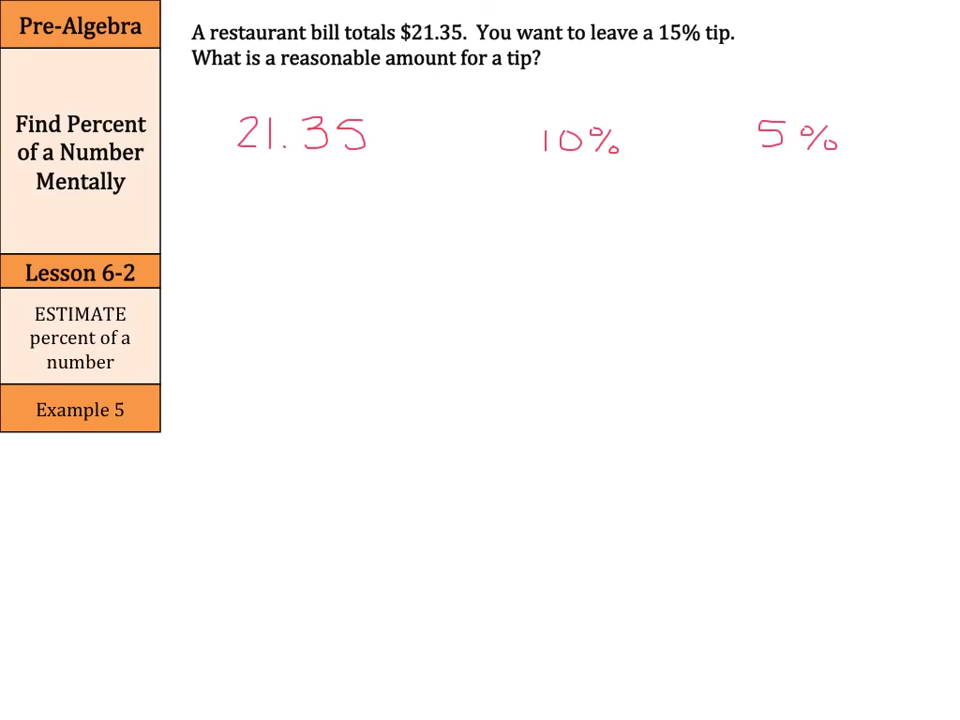 Pre-Algebra
Find Percent
of a Number
Mentally
Lesson 6-2
ESTIMATE
percent of a
number
Example 5
A restaurant bill totals $21.35. You want to leave a 15% tip.
What is a reasonable amount for a tip?
21.35 10% 5%